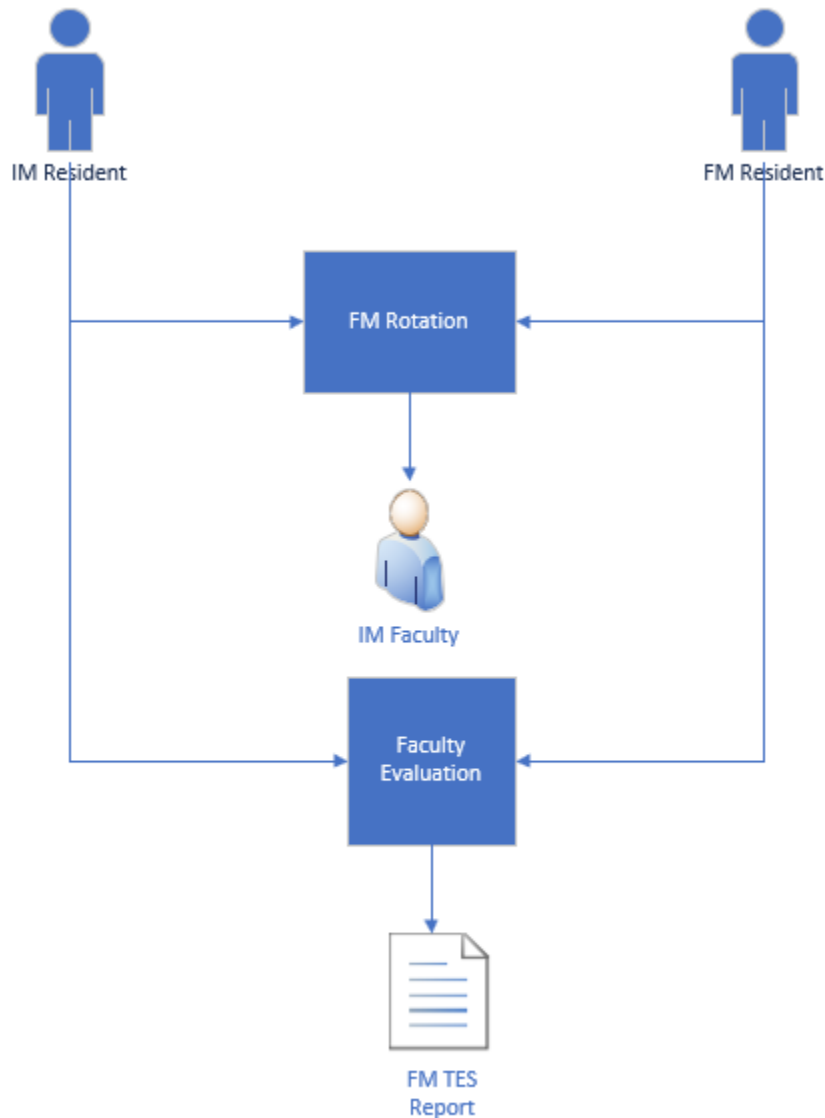 IM Resident
FM Resident
FM Rotation
IM Faculty
Faculty
Evaluation
FM TES
Report